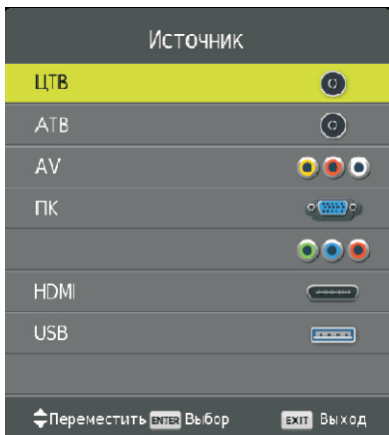 Источник
ЦТВ
АТВ
AV
ПК
HDMI
USB
Переместить ENTER Выбор EXIT Выход